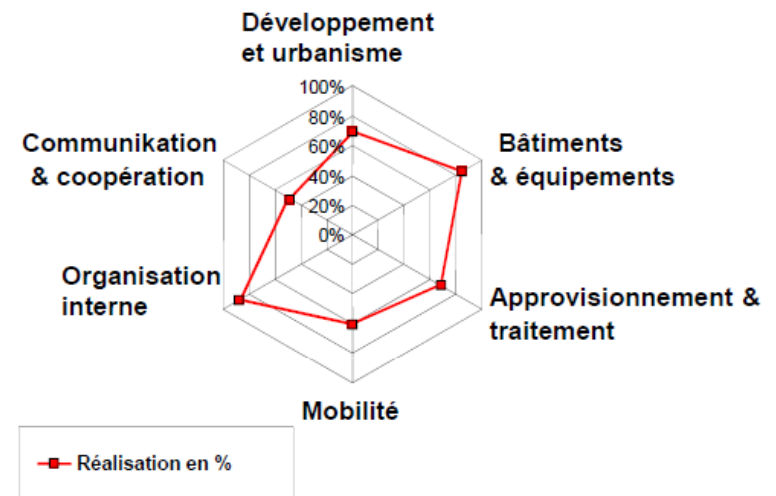 Développement
et urbanisme
100%
80%
60%
40%
20%
0%
Bâtiments
& équipements
Approvisionnement &
traitement
Mobilité
Organisation
interne
Communikation
& coopération
Réalisation en %